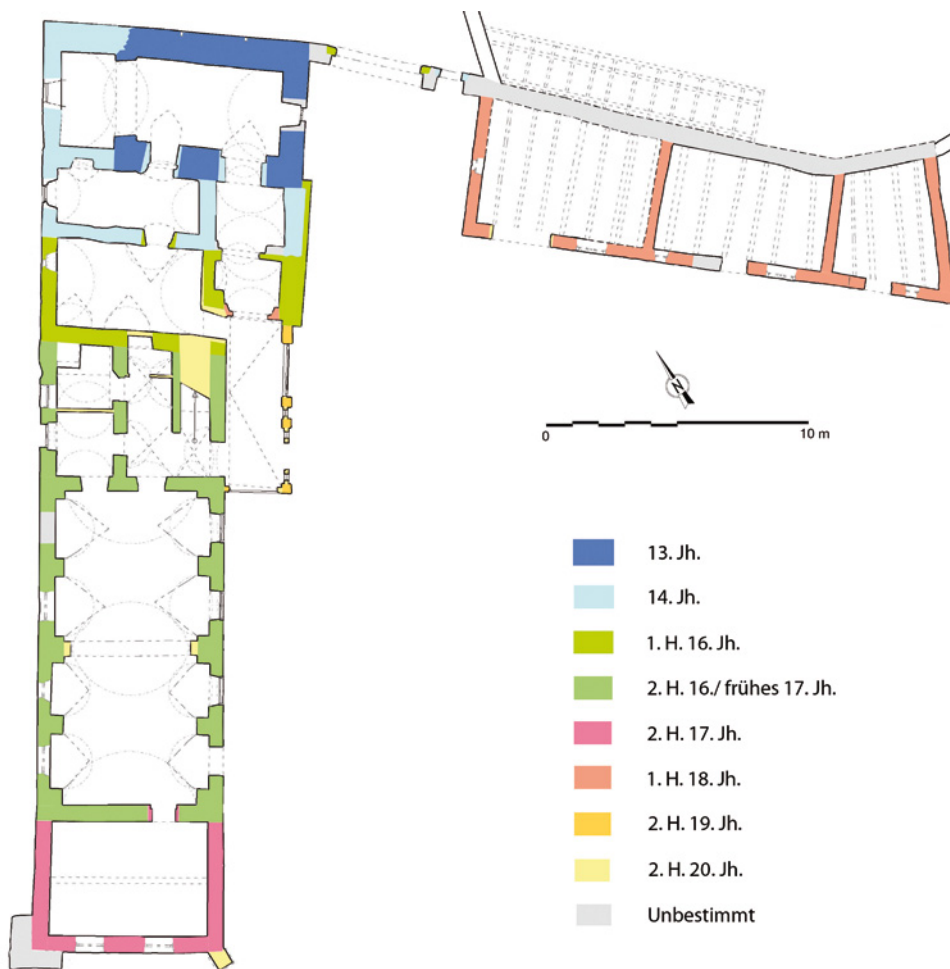 N
0
10 m
13. Jh.
14. Jh.
1. H. 16. Jh.
2. H. 16./ frühes 17. Jh.
2. H. 17. Jh.
1. H. 18. Jh.
2. H. 19. Jh.
2. H. 20. Jh.
Unbestimmt